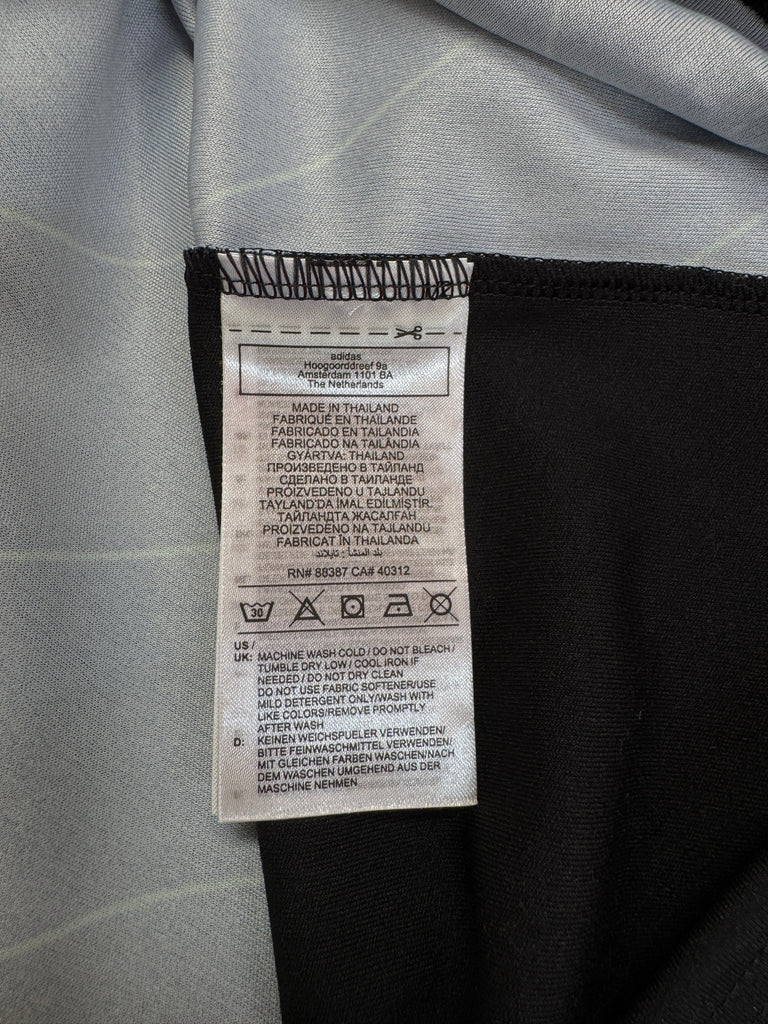 adidas
Hoogoorddreef 9a
Amsterdam 1101 BA
The Netherlands
MADE IN THAILAND
FABRIQUÉ EN THAÏLANDE
FABRICADO EN TAILANDIA
FABRICADO NA TAILÂNDIA
GYÁRTVA: THAILAND
ПРОИЗВЕДЕНО В ТАЙЛАНД
СДЕЛАНО В ТАИЛАНДЕ
PROIZVEDENO U TAJLANDU
TAYLAND'DA İMAL EDİLMİŞTİR.
ТАЙЛАНДТА ЖАСАЛҒАН
PROIZVEDENO NA TAJLANDU
FABRICAT ÎN THAILANDA
بلد المنشأ - تايلاند
RN# 88387 CA# 40312
30
US /
UK: MACHINE WASH COLD / DO NOT BLEACH /
TUMBLE DRY LOW / COOL IRON IF
NEEDED / DO NOT DRY CLEAN
DO NOT USE FABRIC SOFTENER/USE
MILD DETERGENT ONLY/WASH WITH
LIKE COLORS/REMOVE PROMPTLY
AFTER WASH
D: KEINEN WEICHSPUELER VERWENDEN/
BITTE FEINWASCHMITTEL VERWENDEN/
MIT GLEICHEN FARBEN WASCHEN/NACH
DEM WASCHEN UMGEHEND AUS DER
MASCHINE NEHMEN